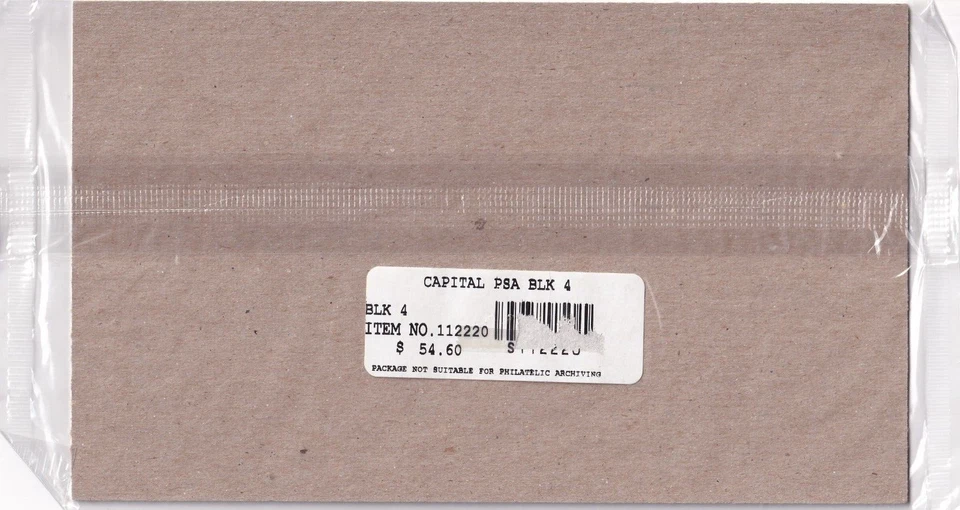 CAPITAL PSA BLK 4
BLK 4
ITEM NO.112220
$ 54.60
PACKAGE NOT SUITABLE FOR PHILATELIC ARCHIVING